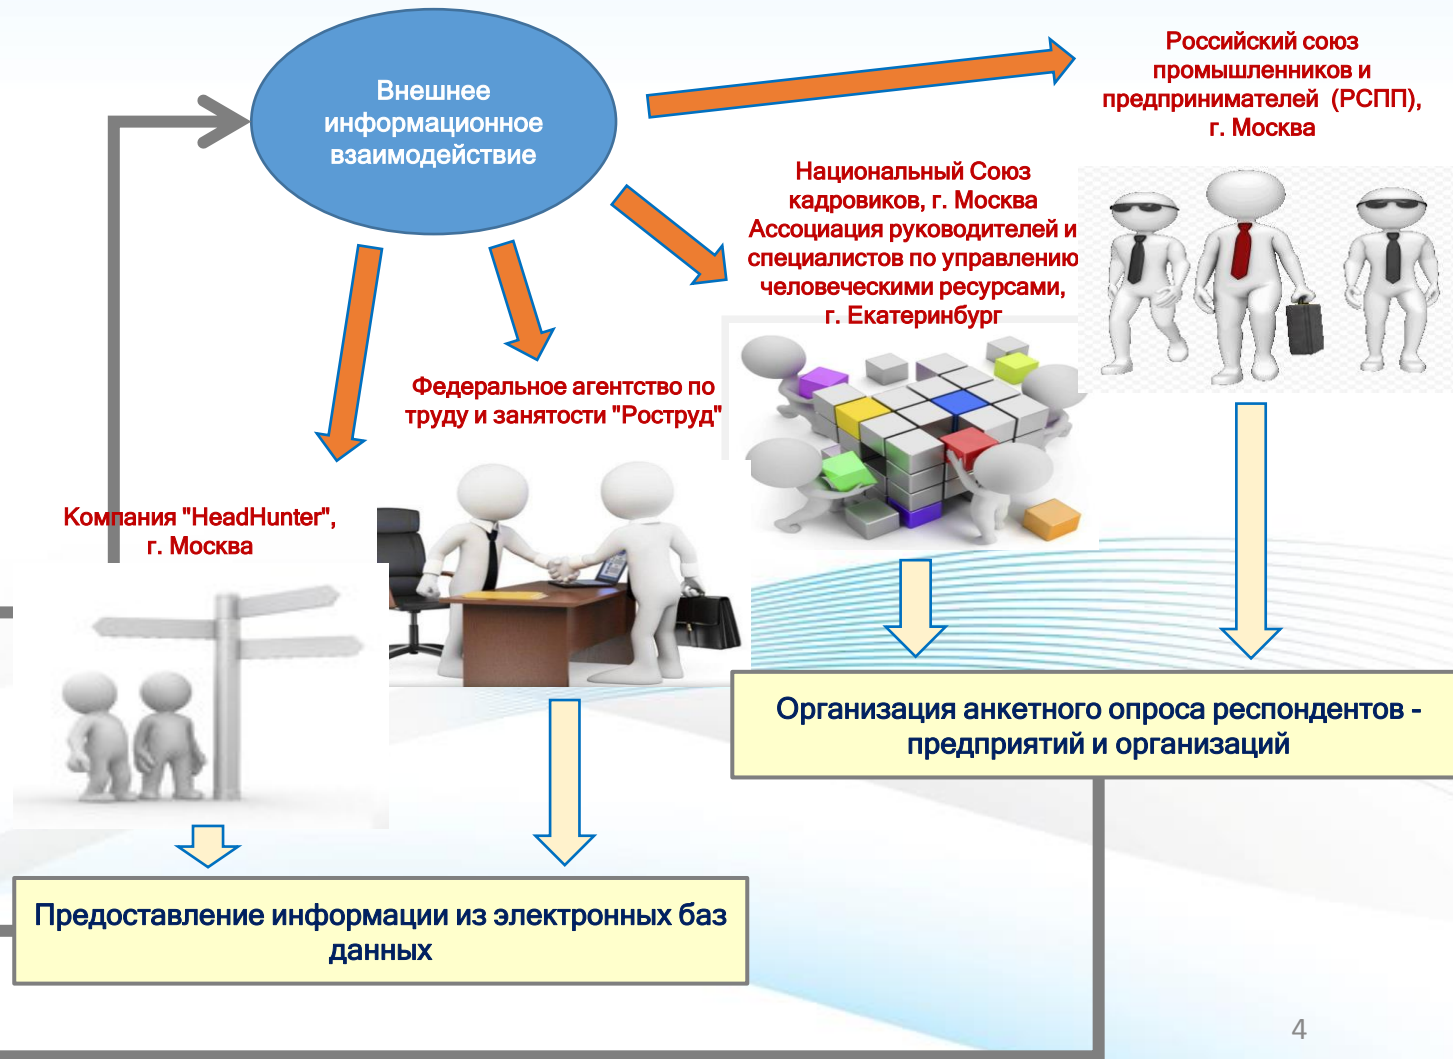 Внешнее
информационное
взаимодействие
Российский союз
промышленников и
предпринимателей (РСПП),
г. Москва
Национальный Союз
кадровиков, г. Москва
Ассоциация руководителей и
специалистов по управлению
человеческими ресурсами,
г. Екатеринбург
Федеральное агентство по
труду и занятости "Роструд"
Компания "HeadHunter",
г. Москва
Организация анкетного опроса респондентов -
предприятий и организаций
Предоставление информации из электронных баз
данных
4